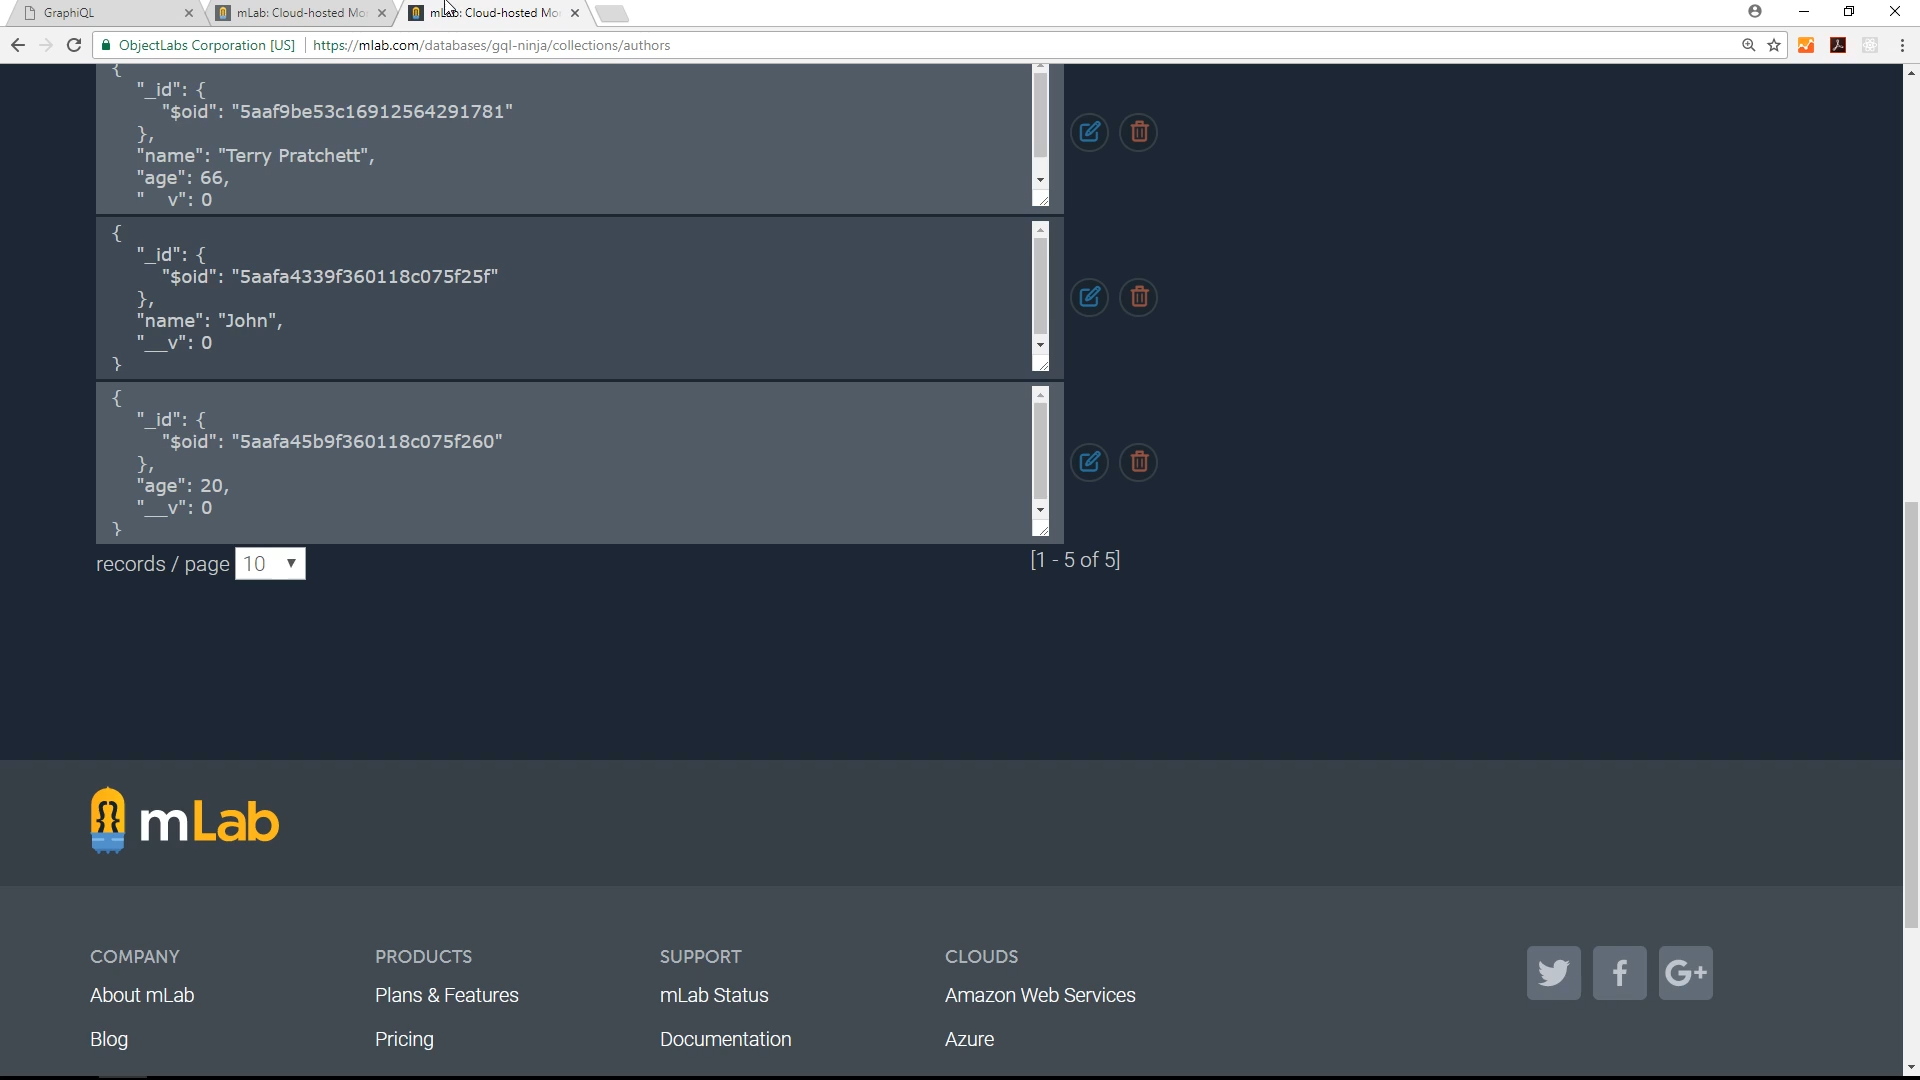 GraphiQL
mLab: Cloud-hosted Mo
mLab: Cloud-hosted Mo
ObjectLabs Corporation [US]
https://mlab.com/databases/gql-ninja/collections/authors
{
"_id": {
"$oid": "5aaf9be53c16912564291781"
},
"name": "Terry Pratchett",
"age": 66,
"__v": 0
{
"_id": {
"$oid": "5aafa4339f360118c075f25f"
},
"name": "John",
"__v": 0
}
{
"_id": {
"$oid": "5aafa45b9f360118c075f260"
},
"age": 20,
"__v": 0
}
records / page 10
[1 - 5 of 5]
mLab
COMPANY
About mLab
Blog
PRODUCTS
Plans & Features
Pricing
SUPPORT
mLab Status
Documentation
CLOUDS
Amazon Web Services
Azure
f
G+